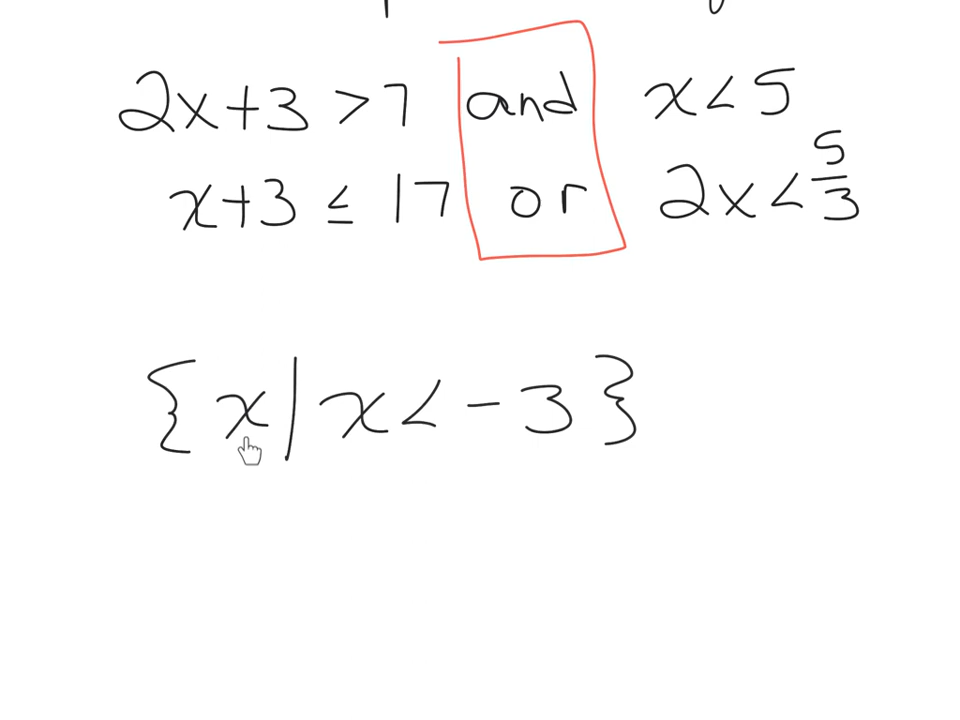 2x+3 > 7 and x < 5
x+3 ≤ 17 or 2x < 5/3
{x | x < -3}